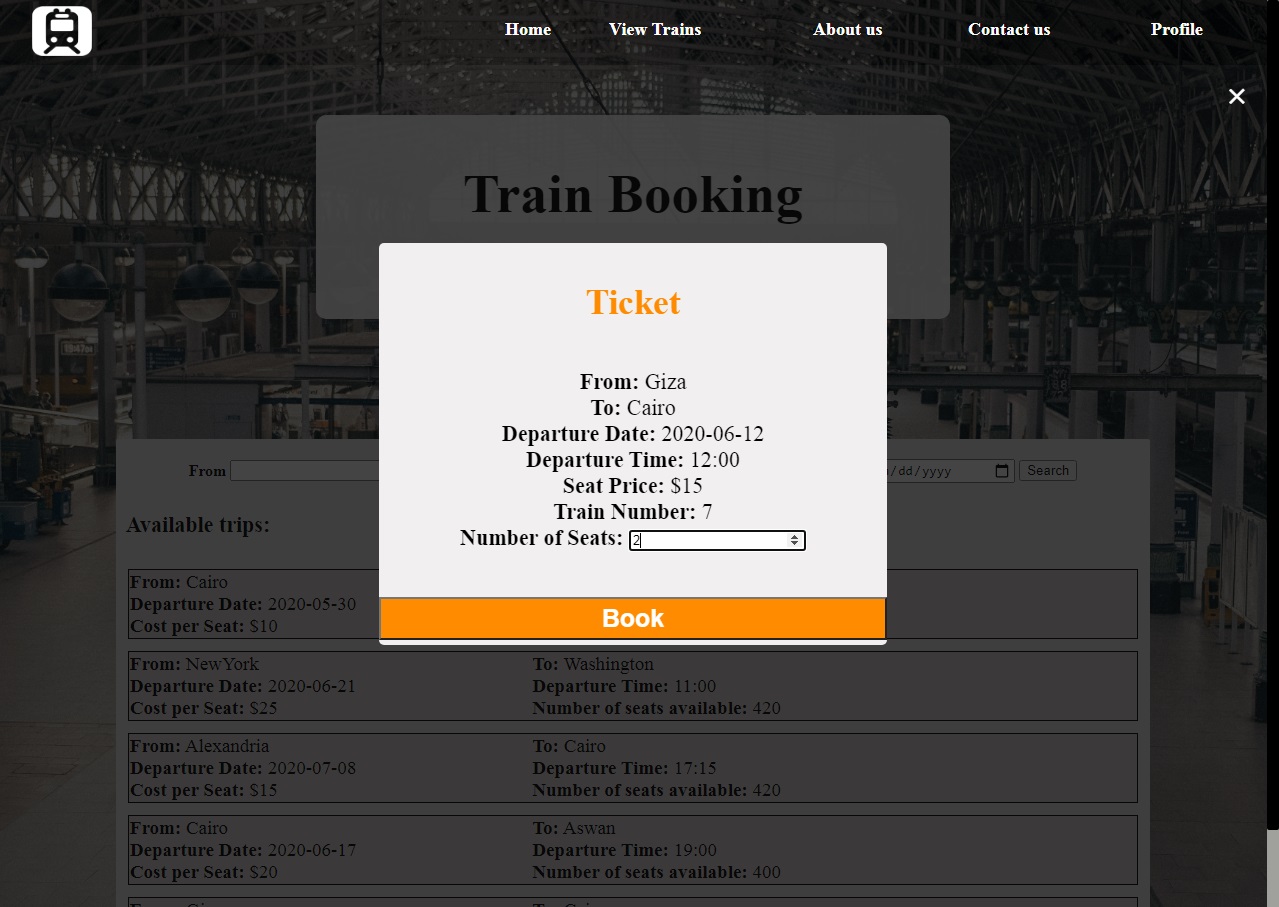 Home View Trains About us Contact us Profile
×
Train Booking
Ticket
From: Giza
To: Cairo
Departure Date: 2020-06-12
Departure Time: 12:00
Seat Price: $15
Train Number: 7
Number of Seats: 2
Book
From /dd/yyyy Search
Available trips:
From: Cairo
Departure Date: 2020-05-30
Cost per Seat: $10
From: NewYork To: Washington
Departure Date: 2020-06-21 Departure Time: 11:00
Cost per Seat: $25 Number of seats available: 420
From: Alexandria To: Cairo
Departure Date: 2020-07-08 Departure Time: 17:15
Cost per Seat: $15 Number of seats available: 420
From: Cairo To: Aswan
Departure Date: 2020-06-17 Departure Time: 19:00
Cost per Seat: $20 Number of seats available: 400